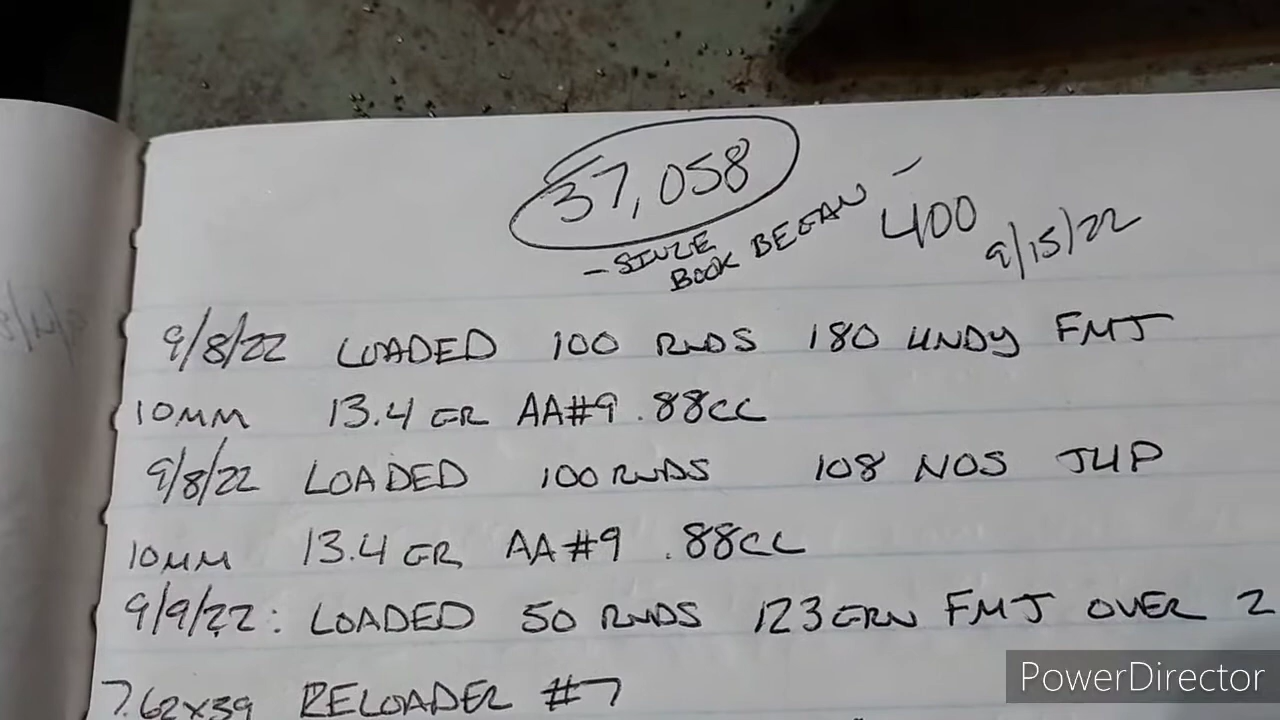 37,058
- SINCE BOOK BEGAN - 400 9/15/22
9/8/22 LOADED 100 RNDS 180 HNDY FMJ
10MM 13.4 GR AA#9 .88CC
9/8/22 LOADED 100 RNDS 108 NOS JHP
10MM 13.4 GR AA#9 .88CC
9/9/22: LOADED 50 RNDS 123 GRN FMJ OVER 2
7.62x39 RELOADER #7
PowerDirector